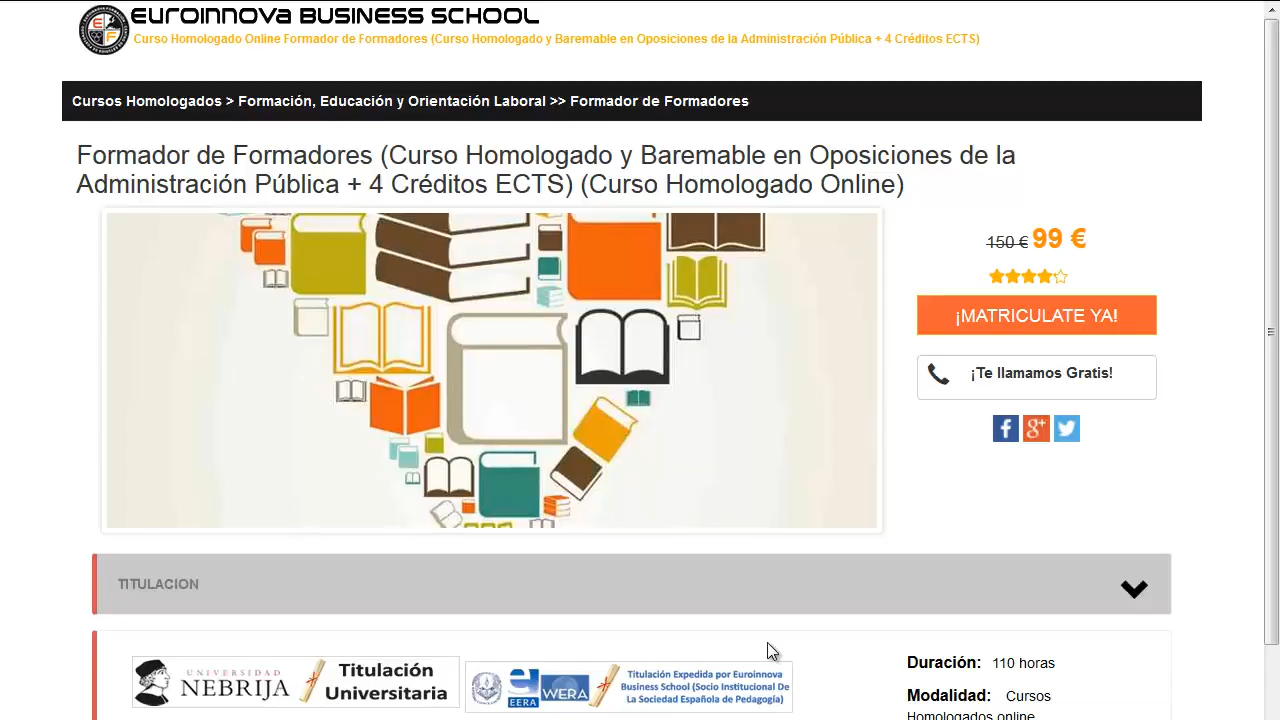 EUROINNOVA BUSINESS SCHOOL
Curso Homologado Online Formador de Formadores (Curso Homologado y Baremable en Oposiciones de la Administración Pública + 4 Créditos ECTS)
Cursos Homologados > Formación, Educación y Orientación Laboral >> Formador de Formadores
Formador de Formadores (Curso Homologado y Baremable en Oposiciones de la
Administración Pública + 4 Créditos ECTS) (Curso Homologado Online)
150 € 99 €
¡MATRICULATE YA!
¡Te llamamos Gratis!
TITULACION
UNIVERSIDAD
NEBRIJA
Titulación
Universitaria
EERA
WERA
Titulación Expedida por Euroinnova
Business School (Socio Institucional De
La Sociedad Española de Pedagogía)
Duración: 110 horas
Modalidad: Cursos
Homologados online